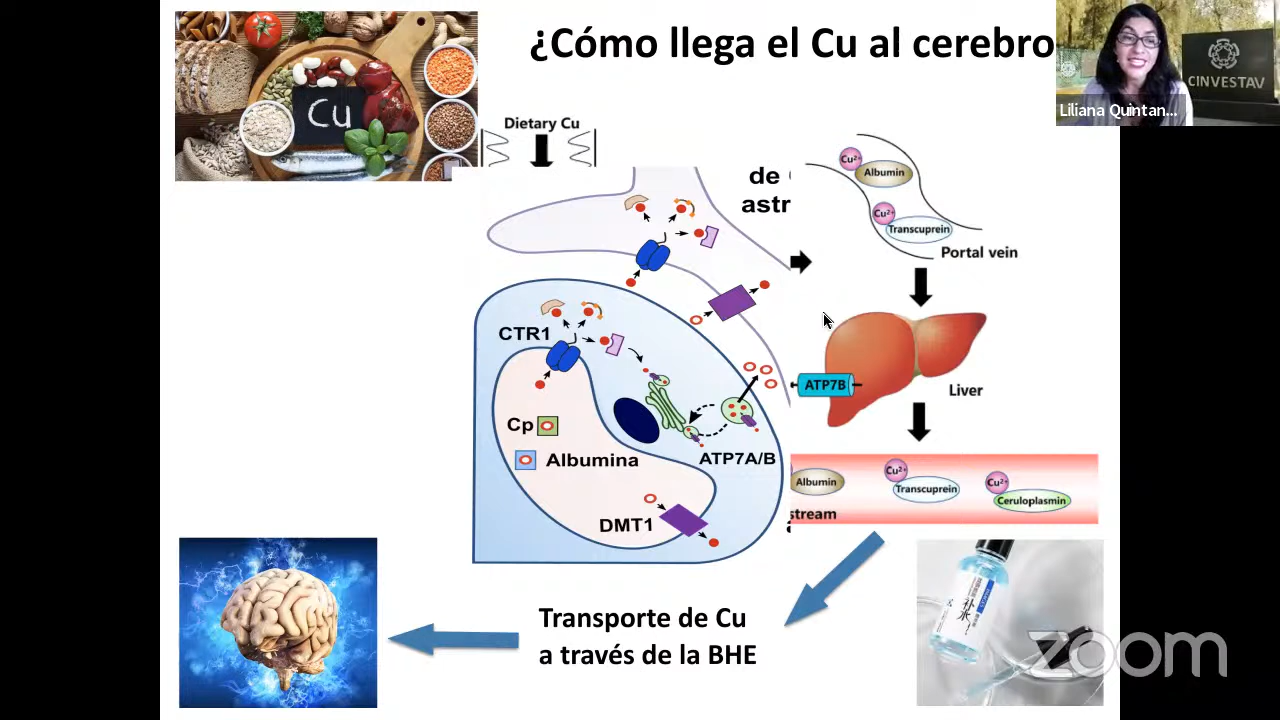 ¿Cómo llega el Cu al cerebro
CINVESTAV
Liliana Quintan...
Cu
Dietary Cu
de
astr
Cu²⁺
Albumin
Cu²⁺
Transcuprein
Portal vein
CTR1
ATP7B
Liver
Cp
Albumina
ATP7A/B
DMT1
Albumin
Cu²⁺
Transcuprein
Cu²⁺
Ceruloplasmin
stream
Transporte de Cu
a través de la BHE
补水
zoom